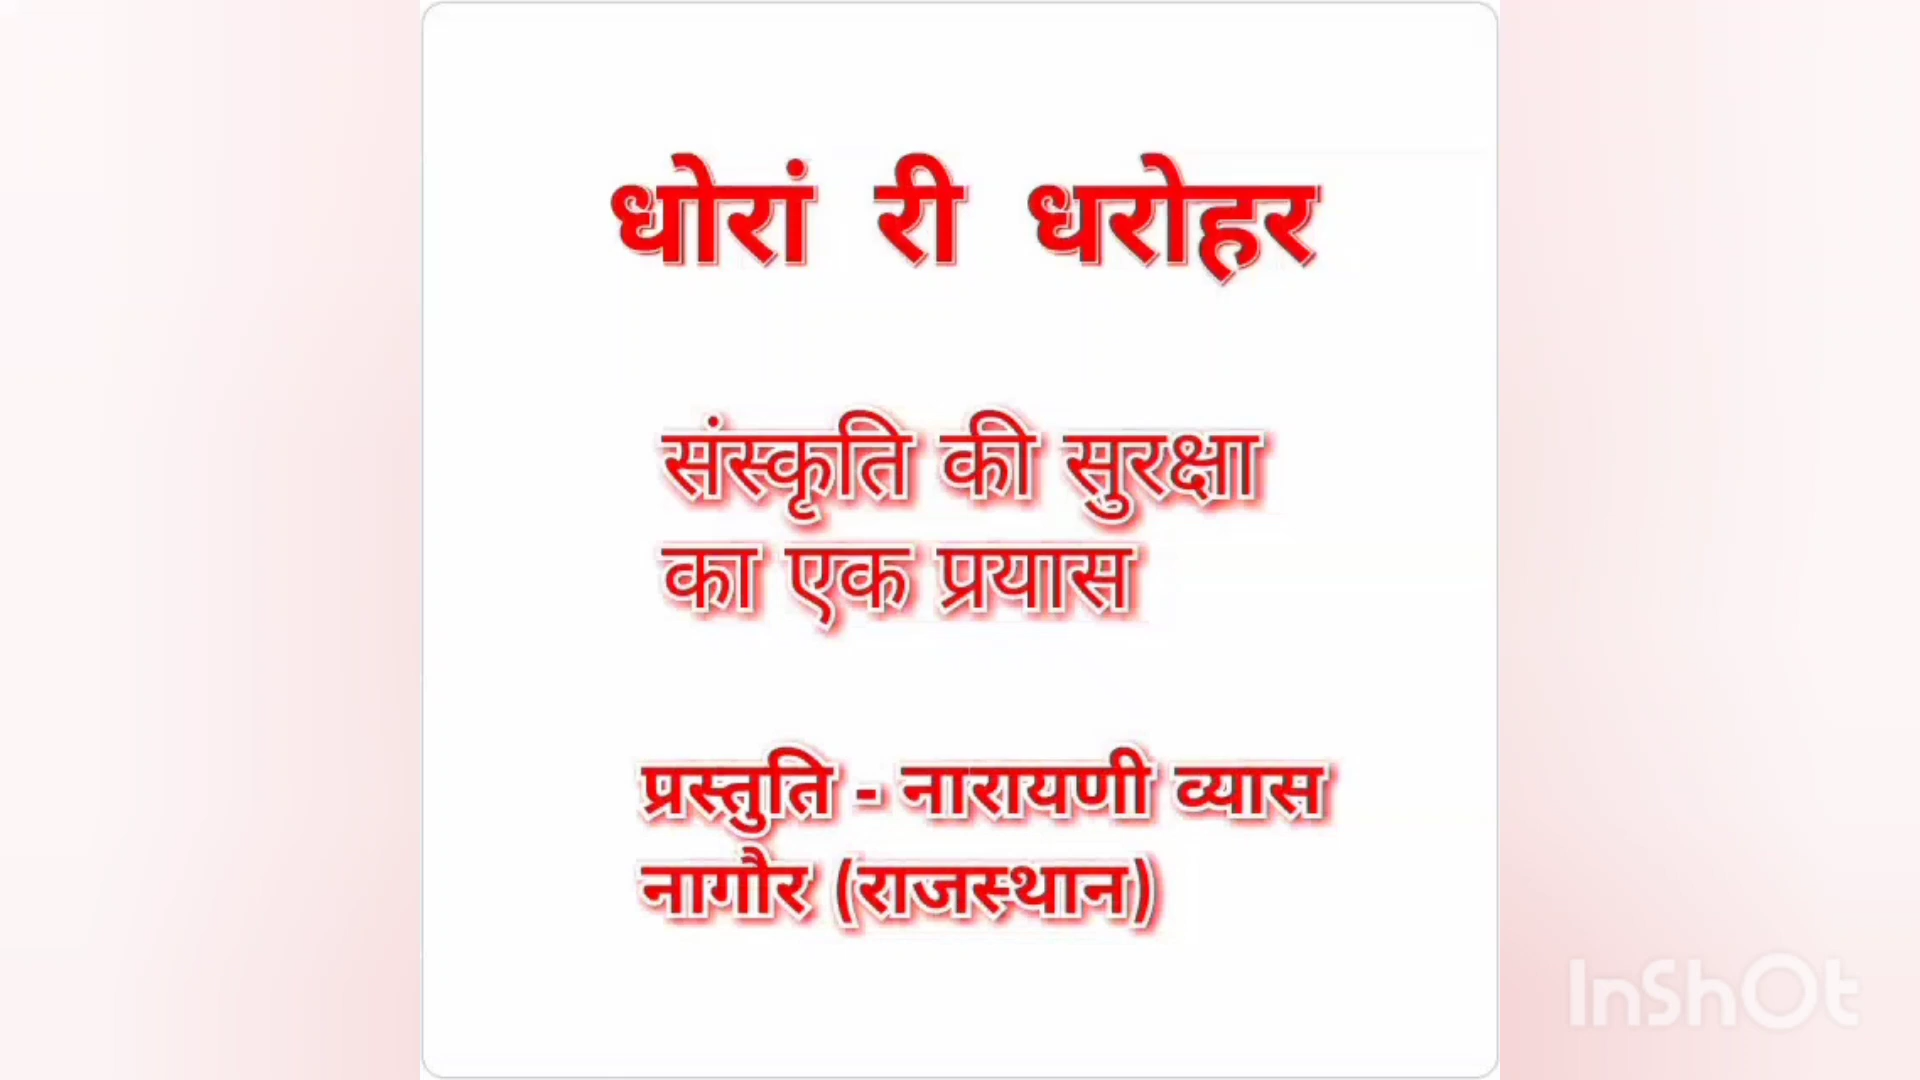 धोरां री धरोहर
संस्कृति की सुरक्षा
का एक प्रयास
प्रस्तुति - नारायणी व्यास
नागौर (राजस्थान)
InShOt